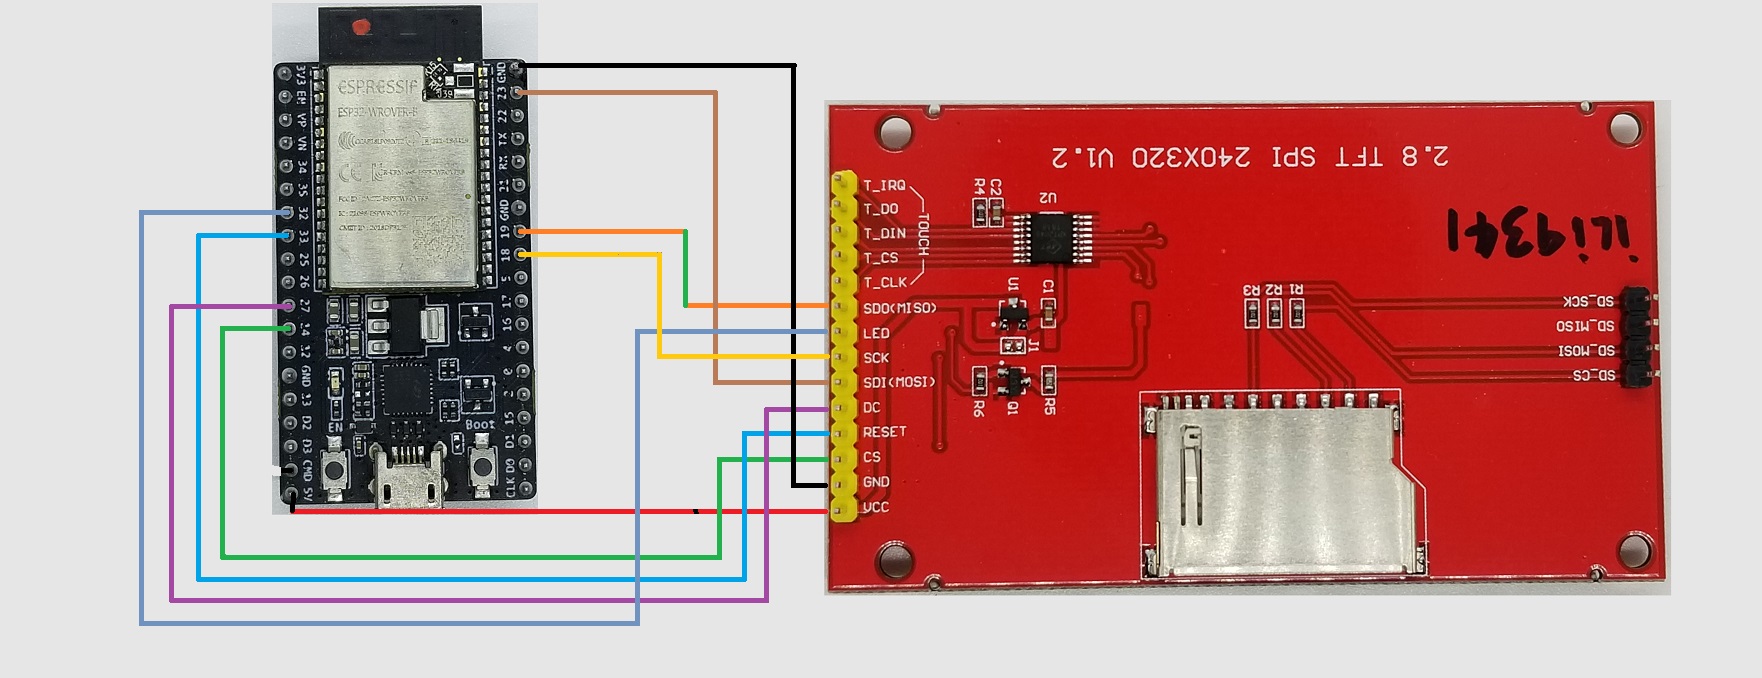 ESPRESSIF
ESP32-WROVER-B
3V3
EN
VP
VN
34
35
32
33
25
26
27
14
12
GND
13
D2
D3
CMD
5V
GND
23
22
TX
RX
21
GND
19
18
5
17
16
4
0
2
15
D1
D0
CLK
EN
Boot
2.8 TFT SPI 240X320 V1.2
ili9341
T_IRQ
T_DO
T_DIN
T_CS
T_CLK
TOUCH
SDO(MISO)
LED
SCK
SDI(MOSI)
DC
RESET
CS
GND
VCC
R4
C2
U2
U1
C1
J1
R6
Q1
R5
R3
R2
R1
SD_SCK
SD_MISO
SD_MOSI
SD_CS